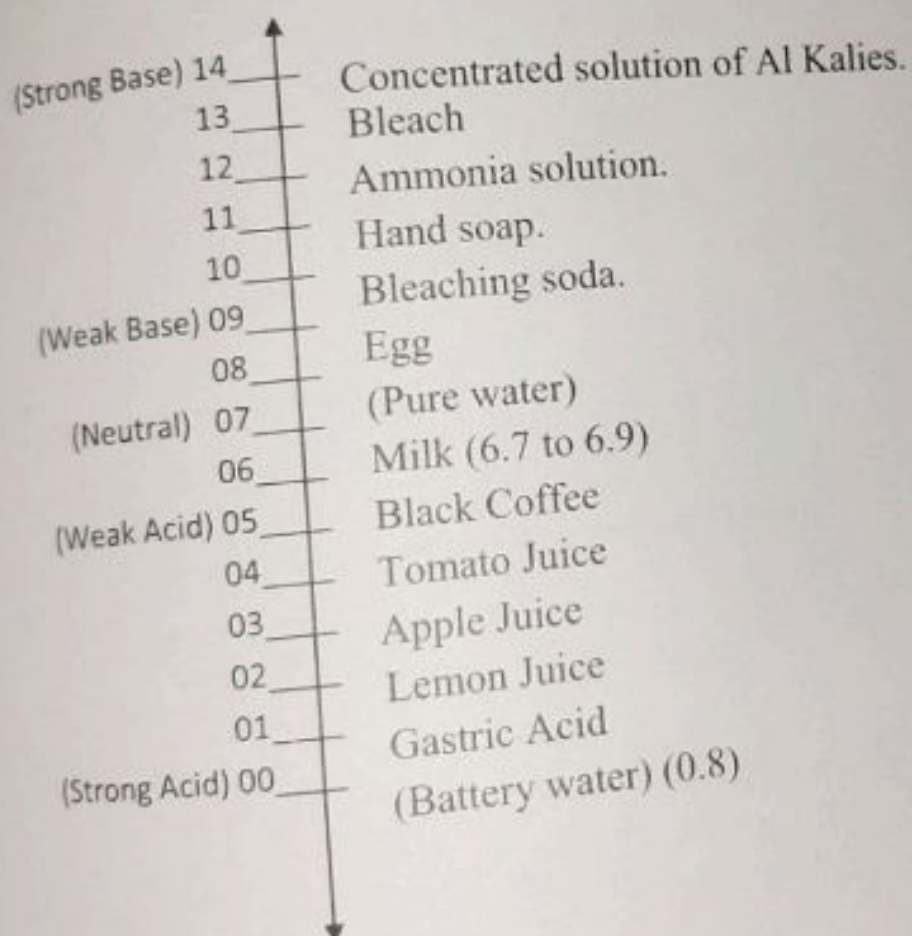 (Strong Base) 14 Concentrated solution of Al Kalies.
13 Bleach
12 Ammonia solution.
11 Hand soap.
10 Bleaching soda.
(Weak Base) 09 Egg
08 (Pure water)
(Neutral) 07 Milk (6.7 to 6.9)
06 Black Coffee
(Weak Acid) 05 Tomato Juice
04 Apple Juice
03 Lemon Juice
02 Gastric Acid
01 (Battery water) (0.8)
(Strong Acid) 00